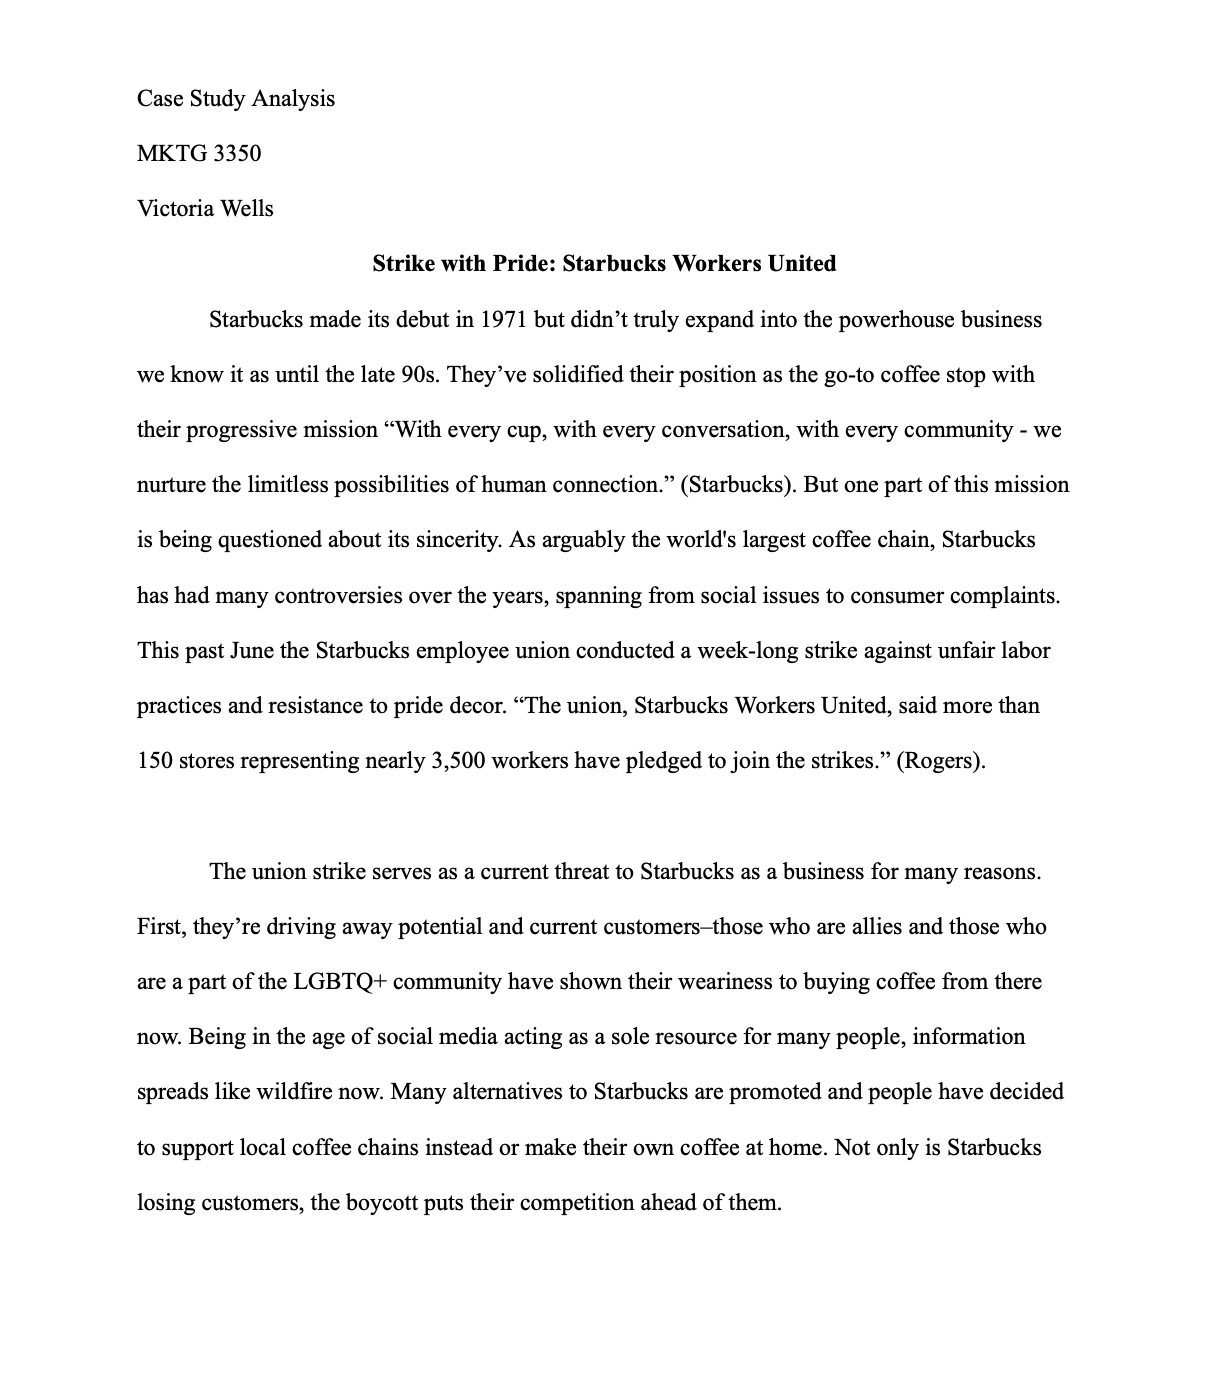 Case Study Analysis
MKTG 3350
Victoria Wells
Strike with Pride: Starbucks Workers United
Starbucks made its debut in 1971 but didn’t truly expand into the powerhouse business
we know it as until the late 90s. They’ve solidified their position as the go-to coffee stop with
their progressive mission “With every cup, with every conversation, with every community - we
nurture the limitless possibilities of human connection.” (Starbucks). But one part of this mission
is being questioned about its sincerity. As arguably the world's largest coffee chain, Starbucks
has had many controversies over the years, spanning from social issues to consumer complaints.
This past June the Starbucks employee union conducted a week-long strike against unfair labor
practices and resistance to pride decor. “The union, Starbucks Workers United, said more than
150 stores representing nearly 3,500 workers have pledged to join the strikes.” (Rogers).
The union strike serves as a current threat to Starbucks as a business for many reasons.
First, they’re driving away potential and current customers–those who are allies and those who
are a part of the LGBTQ+ community have shown their weariness to buying coffee from there
now. Being in the age of social media acting as a sole resource for many people, information
spreads like wildfire now. Many alternatives to Starbucks are promoted and people have decided
to support local coffee chains instead or make their own coffee at home. Not only is Starbucks
losing customers, the boycott puts their competition ahead of them.